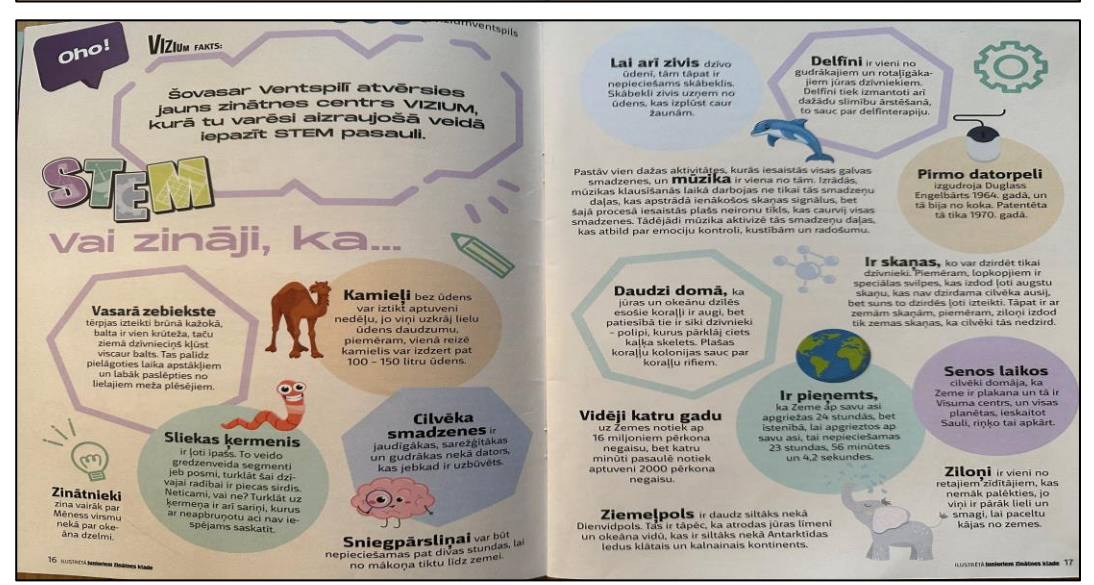 viziumventspils
Oho!
VIZIUM FAKTS:
Šovasar Ventspilī atvērsies
jauns zinātnes centrs VIZIUM,
kurā tu varēsi aizraujošā veidā
iepazīt STEM pasauli.
STEM
Vai zināji, ka...
Vasarā zebiekste
tērpjas izteikti brūnā kažokā,
balta ir vien krūteža, taču
ziemā dzīvnieciņš kļūst
viscaur balts. Tas palīdz
pielāgoties laika apstākļiem
un labāk paslēpties no
lielajiem meža plēsējiem.
Kamieļi bez ūdens
var iztikt aptuveni
nedēļu, jo viņi uzkrāj lielu
ūdens daudzumu,
piemēram, vienā reizē
kamielis var izdzert pat
100 – 150 litru ūdens.
Sliekas ķermenis
ir ļoti īpašs. To veido
gredzenveida segmenti
jeb posmi, turklāt šai dzī-
vajai radībai ir piecas sirdis.
Neticami, vai ne? Turklāt uz
ķermeņa ir arī sariņi, kurus
ar neapbruņotu aci nav ie-
spējams saskatīt.
Cilvēka
smadzenes ir
jaudīgākas, sarežģītākas
un gudrākas nekā dators,
kas jebkad ir uzbūvēts.
Zinātnieki
zina vairāk par
Mēness virsmu
nekā par oke-
āna dzelmi.
Sniegpārsliņai var būt
nepieciešamas pat divas stundas, lai
no mākoņa tiktu līdz zemei.
16 ILUSTRĒTĀ Junioriem Zinātnes klade
Lai arī zivis dzīvo
ūdenī, tām tāpat ir
nepieciešams skābeklis.
Skābekli zivis uzņem no
ūdens, kas izplūst caur
žaunām.
Delfīni ir vieni no
gudrākajiem un rotaļīgāka-
jiem jūras dzīvniekiem.
Delfīni tiek izmantoti arī
dažādu slimību ārstēšanā,
to sauc par delfīnterapiju.
Pastāv vien dažas aktivitātes, kurās iesaistās visas galvas
smadzenes, un mūzika ir viena no tām. Izrādās,
mūzikas klausīšanās laikā darbojas ne tikai tās smadzeņu
daļas, kas apstrādā ienākošos skaņas signālus, bet
šajā procesā iesaistās plašs neironu tīkls, kas caurvij visas
smadzenes. Tādējādi mūzika aktivizē tās smadzeņu daļas,
kas atbild par emociju kontroli, kustībām un radošumu.
Pirmo datorpeli
izgudroja Duglass
Engelbārts 1964. gadā, un
tā bija no koka. Patentēta
tā tika 1970. gadā.
Daudzi domā, ka
jūras un okeānu dzīlēs
esošie koraļļi ir augi, bet
patiesībā tie ir sīki dzīvnieki
- polipi, kurus pārklāj ciets
kaļķa skelets. Plašas
koraļļu kolonijas sauc par
koraļļu rifiem.
Ir skaņas, ko var dzirdēt tikai
dzīvnieki. Piemēram, lopkopjiem ir
speciālas svilpes, kas izdod ļoti augstu
skaņu, kas nav dzirdama cilvēka ausij,
bet suns to dzirdēs ļoti izteikti. Tāpat ir ar
zemām skaņām, piemēram, ziloņi izdod
tik zemas skaņas, ka cilvēki tās nedzird.
Ir pieņemts,
ka Zeme ap savu asi
apgriežas 24 stundās, bet
īstenībā, lai apgrieztos ap
savu asi, tai nepieciešamas
23 stundas, 56 minūtes
un 4,2 sekundes.
Senos laikos
cilvēki domāja, ka
Zeme ir plakana un tā ir
Visuma centrs, un visas
planētas, ieskaitot
Sauli, riņķo tai apkārt.
Vidēji katru gadu
uz Zemes notiek ap
16 miljoniem pērkona
negaisu, bet katru
minūti pasaulē notiek
aptuveni 2000 pērkona
negaisu.
Ziemeļpols ir daudz siltāks nekā
Dienvidpols. Tas ir tāpēc, ka atrodas jūras līmenī
un okeāna vidū, kas ir siltāks nekā Antarktīdas
ledus klātais un kalnainais kontinents.
Ziloņi ir vieni no
retajiem zīdītājiem, kas
nemāk palēkties, jo
viņi ir pārāk lieli un
smagi, lai paceltu
kājas no zemes.
ILUSTRĒTĀ Junioriem Zinātnes klade 17